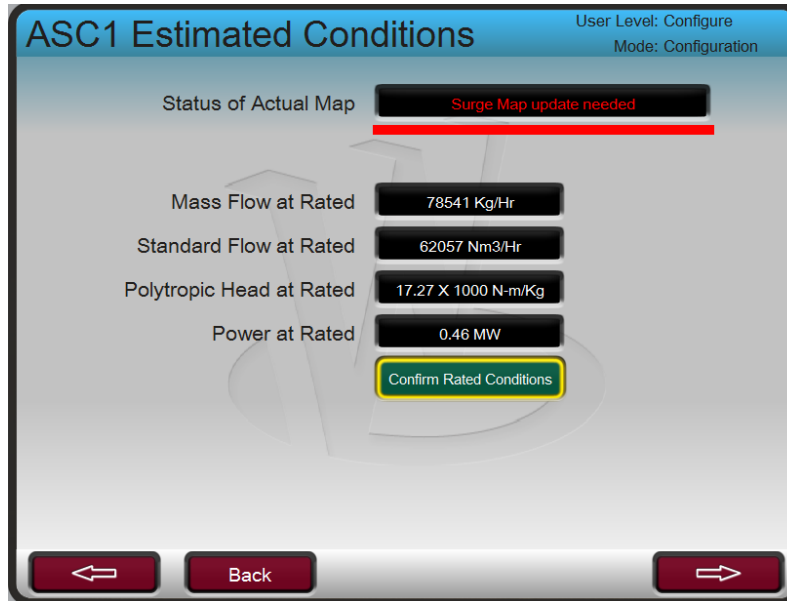 ASC1 Estimated Conditions
User Level: Configure
Mode: Configuration
Status of Actual Map
Surge Map update needed
Mass Flow at Rated
78541 Kg/Hr
Standard Flow at Rated
62057 Nm3/Hr
Polytropic Head at Rated
17.27 X 1000 N-m/Kg
Power at Rated
0.46 MW
Confirm Rated Conditions
Back